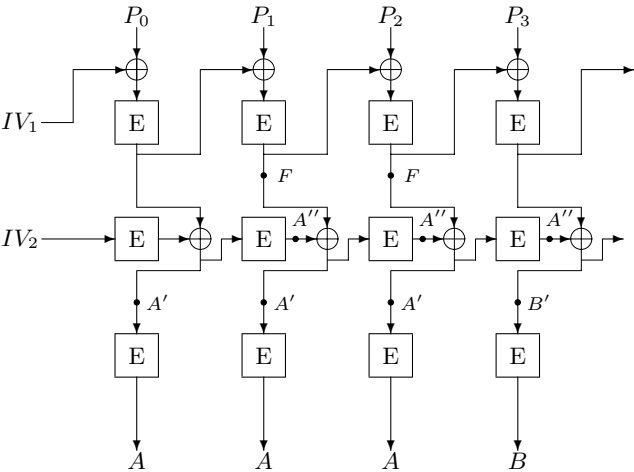 P₀ P₁ P₂ P₃
IV₁ E E E E
F F
A″ A″ A″
IV₂ E E E E
A′ A′ A′ B′
E E E E
A A A B